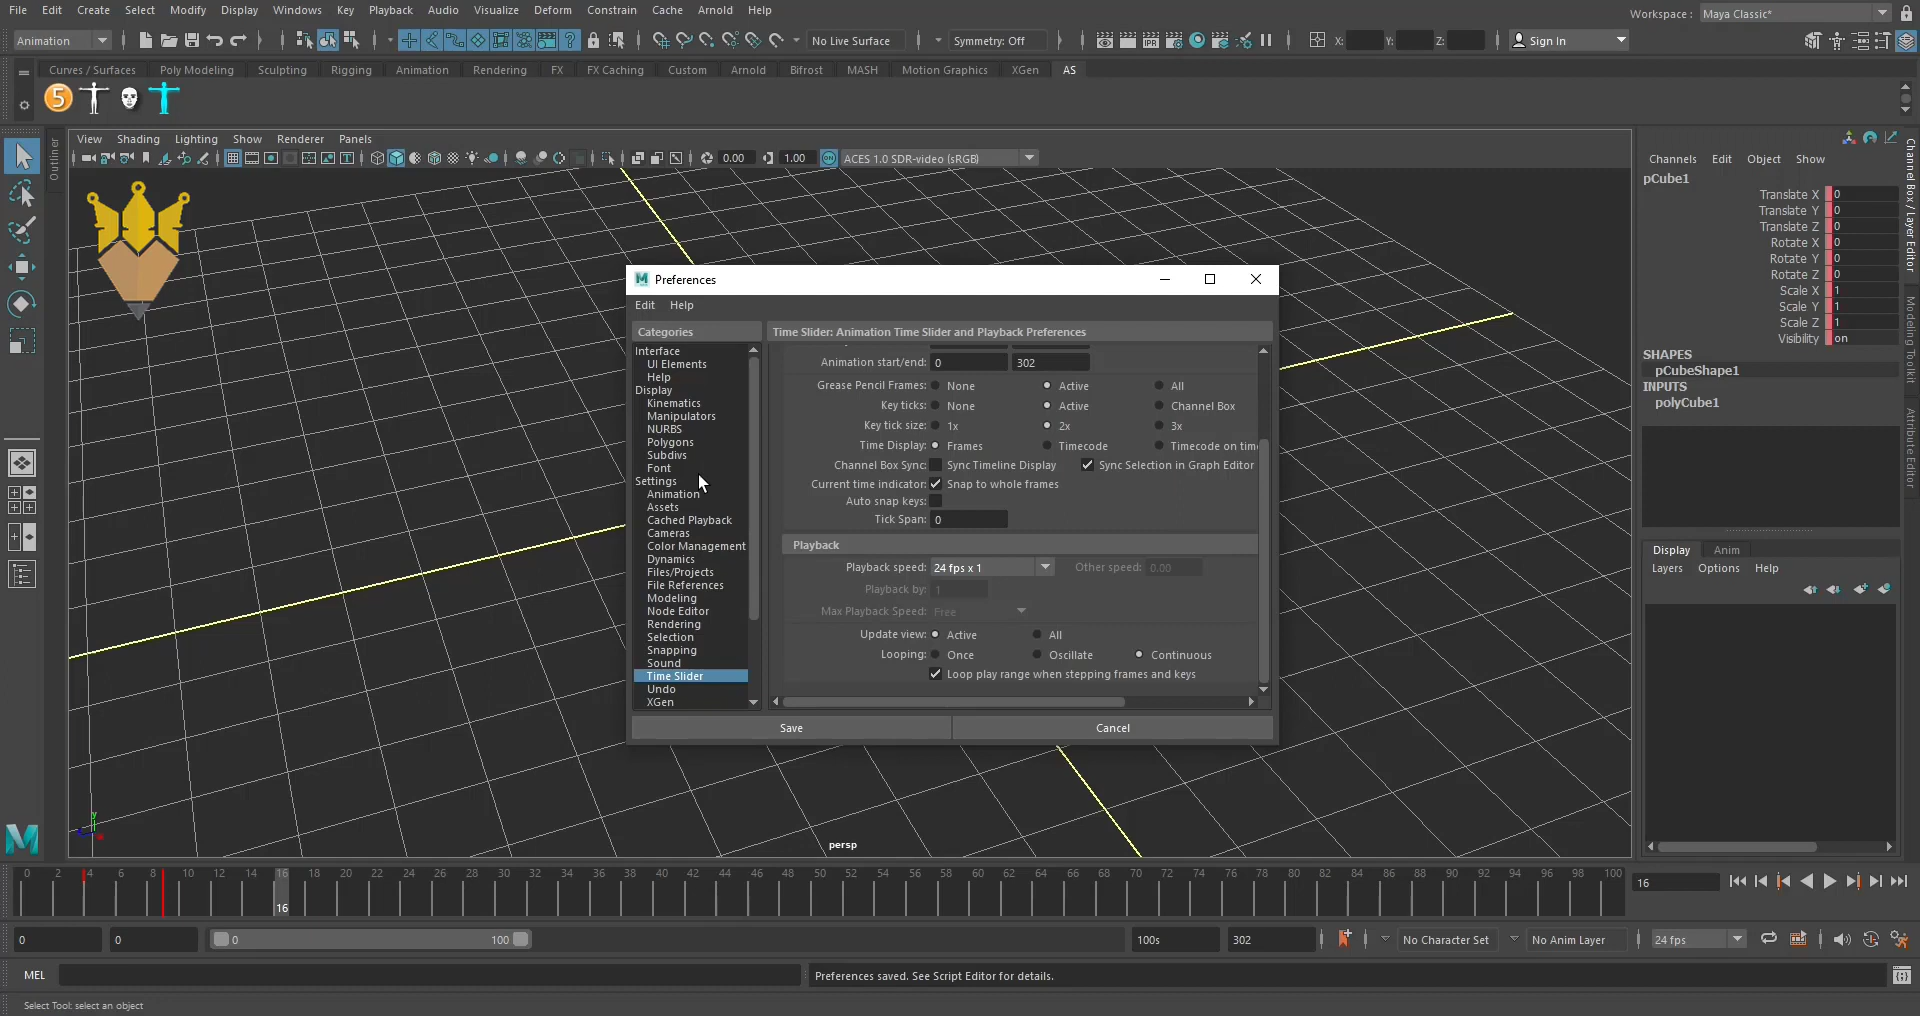 File Edit Create Select Modify Display Windows Key Playback Audio Visualize Deform Constrain Cache Arnold Help
Workspace : Maya Classic*
Animation No Live Surface Symmetry: Off X: Y: Z: Sign In
Curves / Surfaces Poly Modeling Sculpting Rigging Animation Rendering FX FX Caching Custom Arnold Bifrost MASH Motion Graphics XGen AS
5
View Shading Lighting Show Renderer Panels
0.00 1.00 ACES 1.0 SDR-video (sRGB)
Outliner
Channels Edit Object Show
pCube1
Translate X 0
Translate Y 0
Translate Z 0
Rotate X 0
Rotate Y 0
Rotate Z 0
Scale X 1
Scale Y 1
Scale Z 1
Visibility on
SHAPES
pCubeShape1
INPUTS
polyCube1
Channel Box / Layer Editor
Modeling Toolkit
Attribute Editor
Preferences
Edit Help
Categories
Interface
UI Elements
Help
Display
Kinematics
Manipulators
NURBS
Polygons
Subdivs
Font
Settings
Animation
Assets
Cached Playback
Cameras
Color Management
Dynamics
Files/Projects
File References
Modeling
Node Editor
Rendering
Selection
Snapping
Sound
Time Slider
Undo
XGen
Time Slider: Animation Time Slider and Playback Preferences
Animation start/end: 0 302
Grease Pencil Frames: None Active All
Key ticks: None Active Channel Box
Key tick size: 1x 2x 3x
Time Display: Frames Timecode Timecode on tim
Channel Box Sync: Sync Timeline Display Sync Selection in Graph Editor
Current time indicator: Snap to whole frames
Auto snap keys:
Tick Span: 0
Playback
Playback speed: 24 fps x 1 Other speed: 0.00
Playback by: 1
Max Playback Speed: Free
Update view: Active All
Looping: Once Oscillate Continuous
Loop play range when stepping frames and keys
Save Cancel
Display Anim
Layers Options Help
y
persp
0 2 4 6 8 10 12 14 16 18 20 22 24 26 28 30 32 34 36 38 40 42 44 46 48 50 52 54 56 58 60 62 64 66 68 70 72 74 76 78 80 82 84 86 88 90 92 94 96 98 100
16
16
0 0 0 100 100s 302 No Character Set No Anim Layer 24 fps
MEL Preferences saved. See Script Editor for details.
Select Tool: select an object